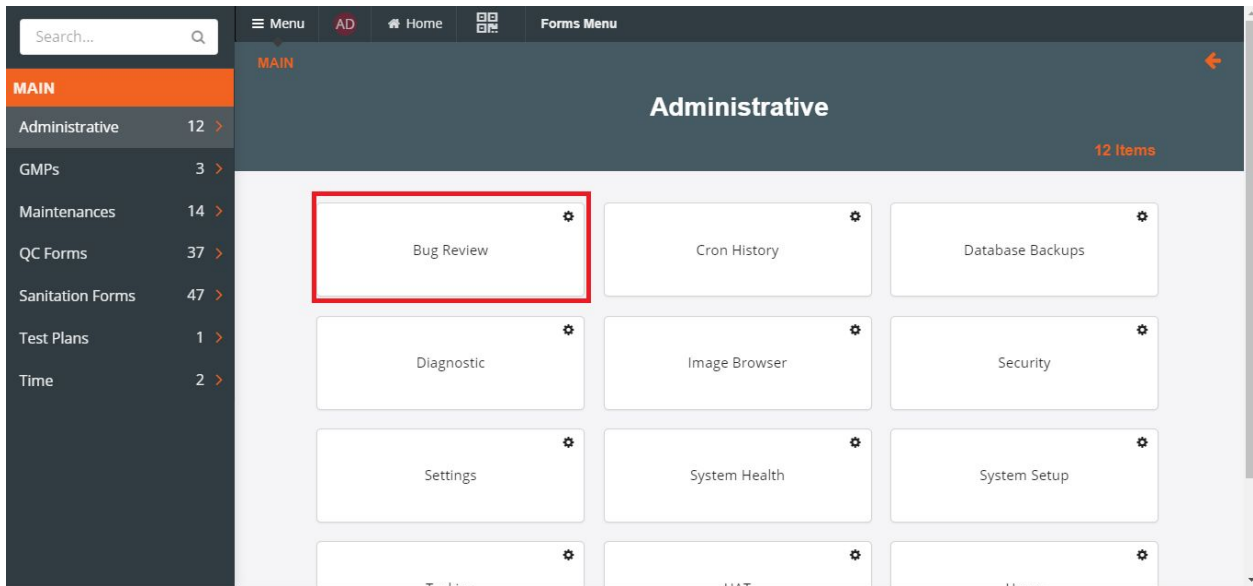 Search...
MAIN
Administrative 12
GMPs 3
Maintenances 14
QC Forms 37
Sanitation Forms 47
Test Plans 1
Time 2
Menu AD Home Forms Menu
MAIN
Administrative
12 Items
Bug Review Cron History Database Backups
Diagnostic Image Browser Security
Settings System Health System Setup